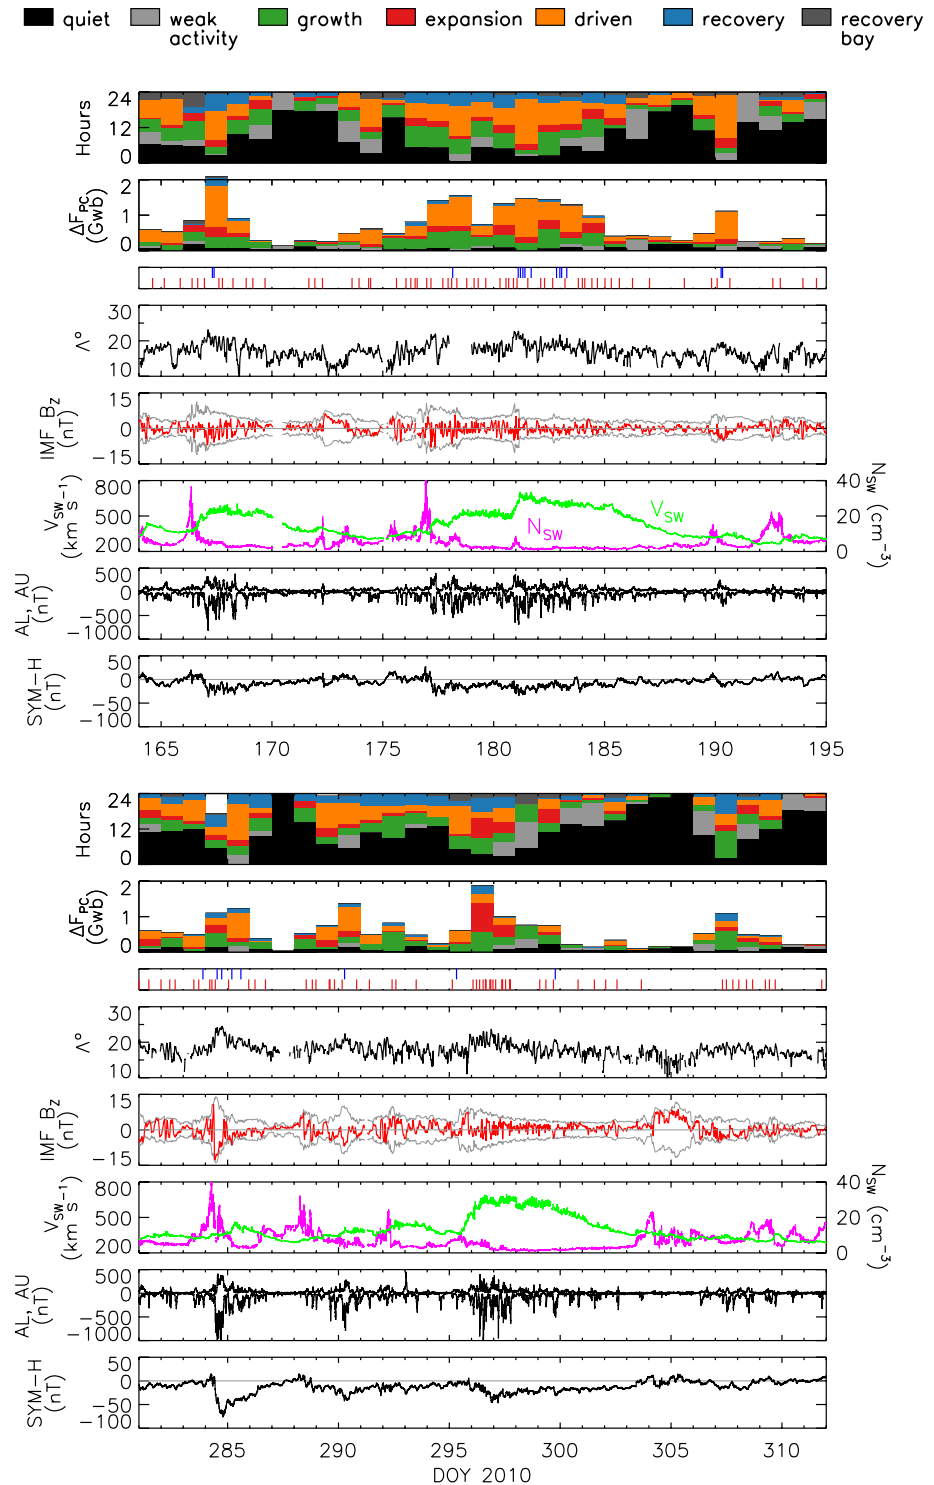 quiet weak activity growth expansion driven recovery recovery bay
Hours
24
12
0
ΔF_PC (Gwb)
2
1
0
Λ°
30
20
10
IMF B_Z (nT)
15
0
−15
V_SW (km s⁻¹)
800
500
200
N_SW (cm⁻³)
40
20
0
V_SW
N_SW
AL, AU (nT)
500
0
−500
−1000
SYM−H (nT)
50
0
−50
−100
165 170 175 180 185 190 195
Hours
24
12
0
ΔF_PC (Gwb)
2
1
0
Λ°
30
20
10
IMF B_Z (nT)
15
0
−15
V_SW (km s⁻¹)
800
500
200
N_SW (cm⁻³)
40
20
0
AL, AU (nT)
500
0
−500
−1000
SYM−H (nT)
50
0
−50
−100
285 290 295 300 305 310
DOY 2010